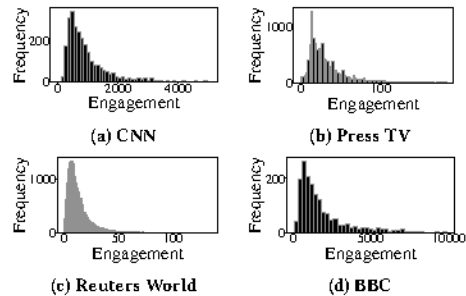 Frequency
200
0
0
2000
4000
Engagement
(a) CNN
Frequency
1000
0
0
100
Engagement
(b) Press TV
Frequency
1000
0
0
50
100
Engagement
(c) Reuters World
Frequency
200
0
0
5000
10000
Engagement
(d) BBC